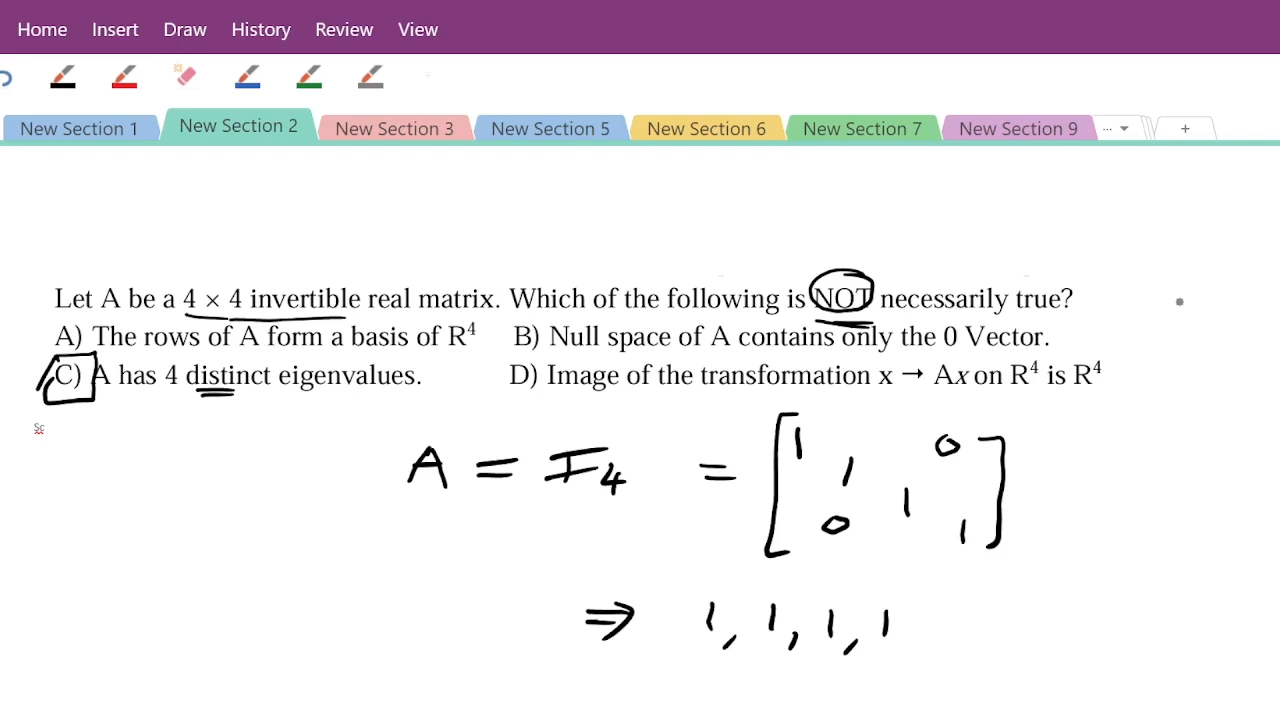 Home Insert Draw History Review View
New Section 1 New Section 2 New Section 3 New Section 5 New Section 6 New Section 7 New Section 9 ... +
Let A be a 4 × 4 invertible real matrix. Which of the following is NOT necessarily true?
A) The rows of A form a basis of R⁴ B) Null space of A contains only the 0 Vector.
C) A has 4 distinct eigenvalues. D) Image of the transformation x → Ax on R⁴ is R⁴
Sc
A = I₄ = [1 0
1
1
0 1]
⇒ 1, 1, 1, 1